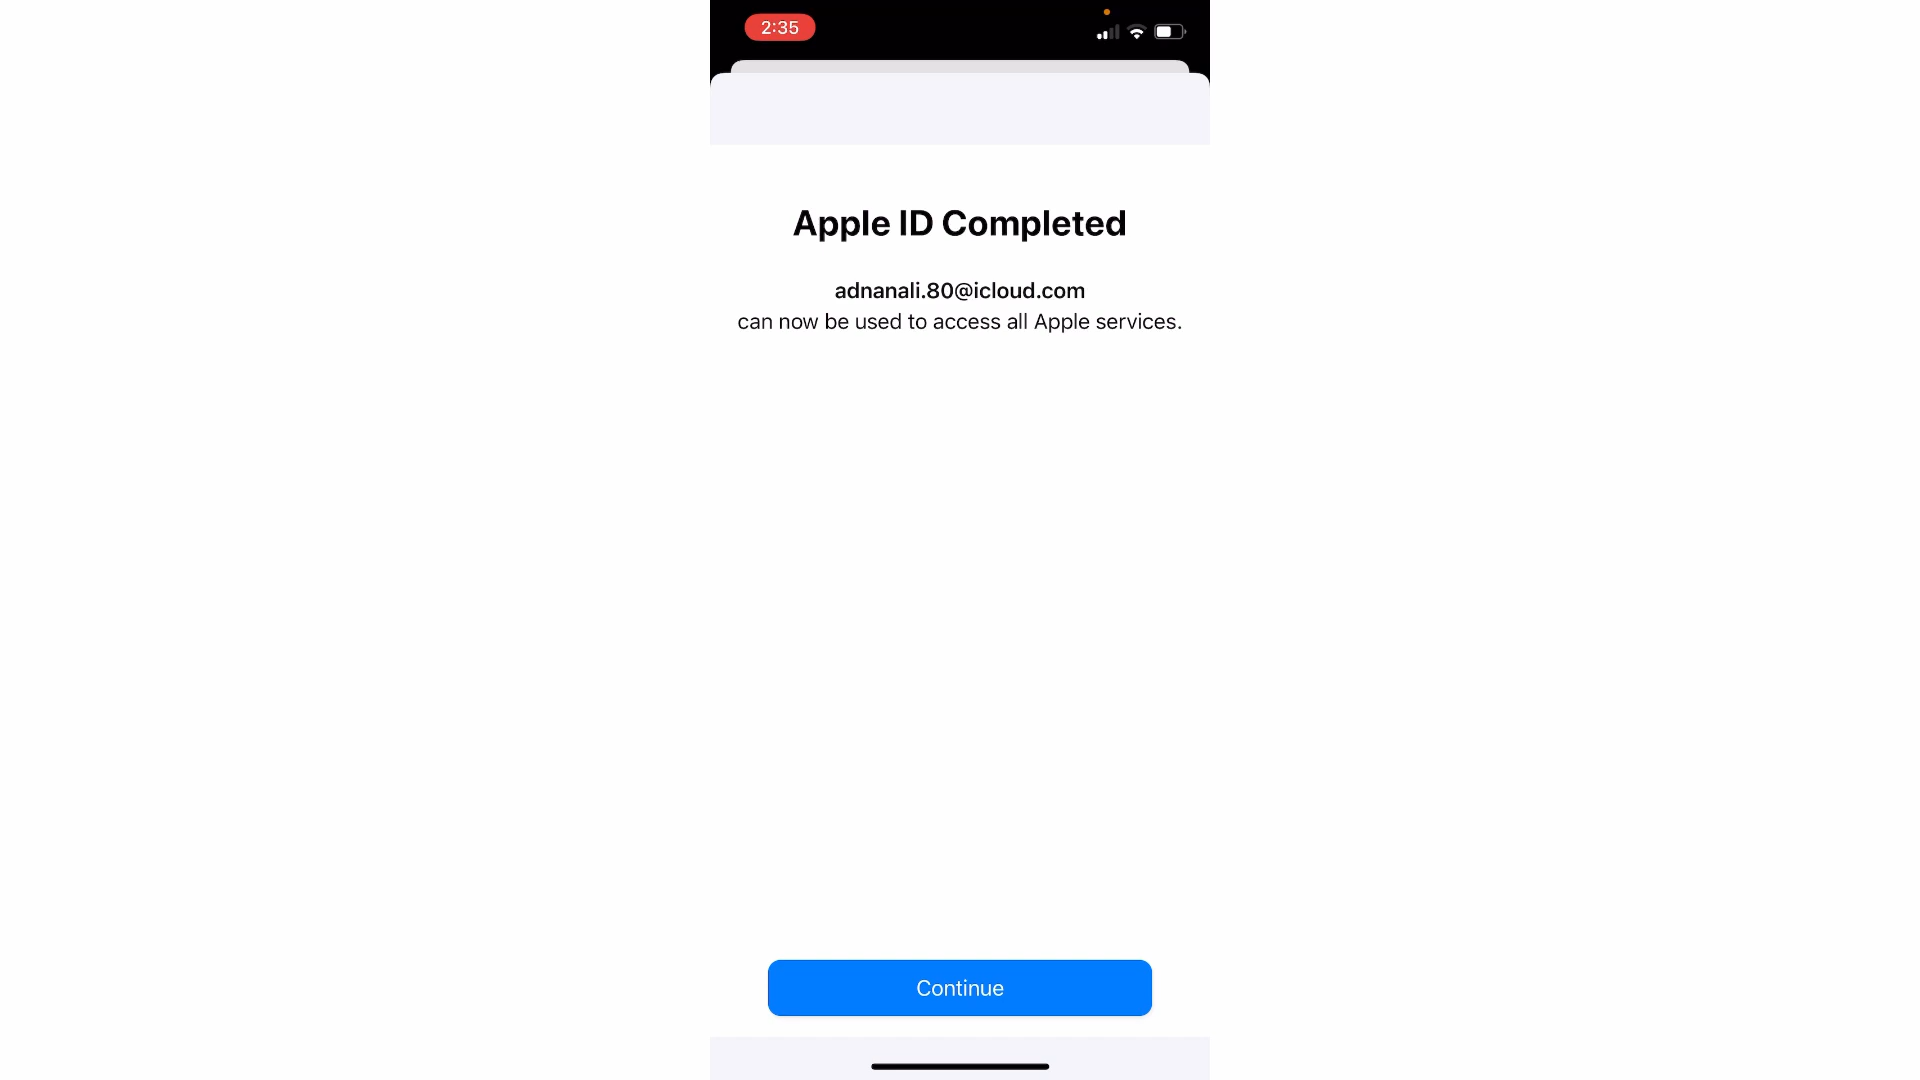 2:35
Apple ID Completed
adnanali.80@icloud.com
can now be used to access all Apple services.
Continue